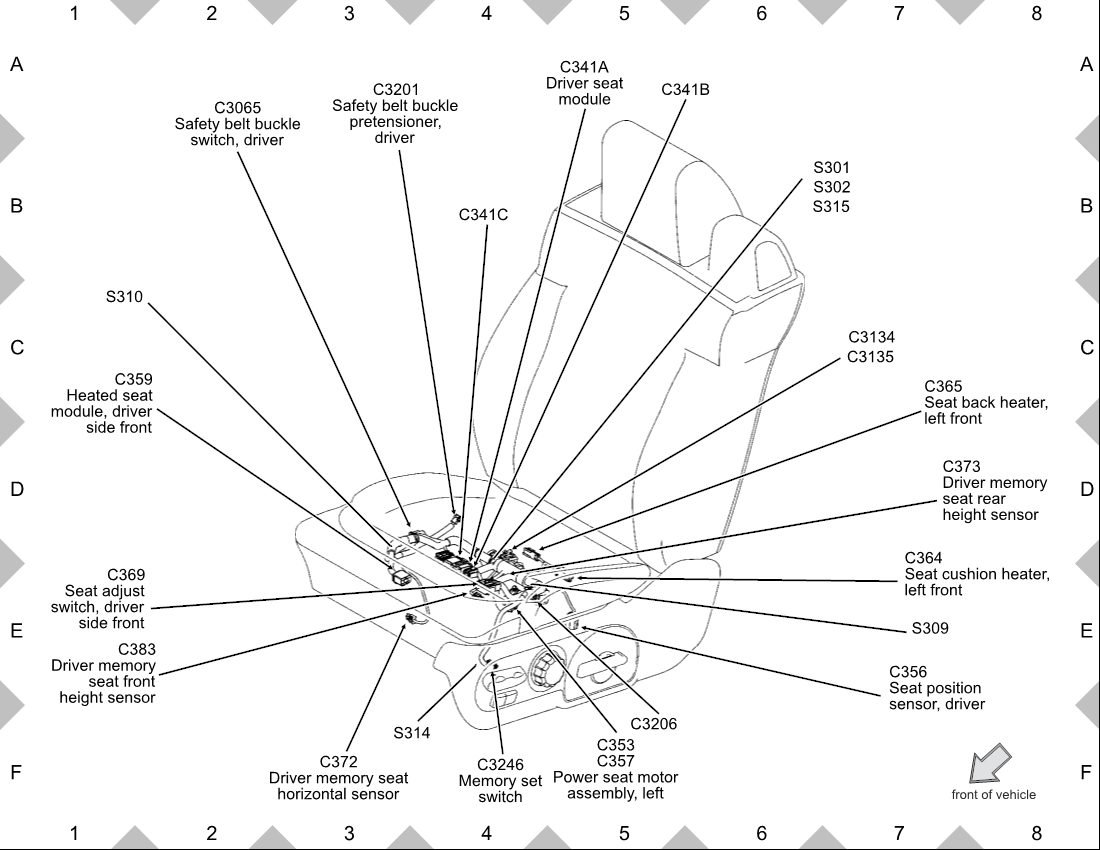 1 2 3 4 5 6 7 8
A A
C341A
Driver seat
module
C3201
Safety belt buckle
pretensioner,
driver
C341B
C3065
Safety belt buckle
switch, driver
S301
S302
S315
B B
C341C
S310
C3134
C3135
C C
C359
Heated seat
module, driver
side front
C365
Seat back heater,
left front
C373
Driver memory
seat rear
height sensor
D D
C364
Seat cushion heater,
left front
C369
Seat adjust
switch, driver
side front
S309
E E
C383
Driver memory
seat front
height sensor
C356
Seat position
sensor, driver
S314
C3206
C353
C357
Power seat motor
assembly, left
C372
Driver memory seat
horizontal sensor
C3246
Memory set
switch
F F
front of vehicle
1 2 3 4 5 6 7 8